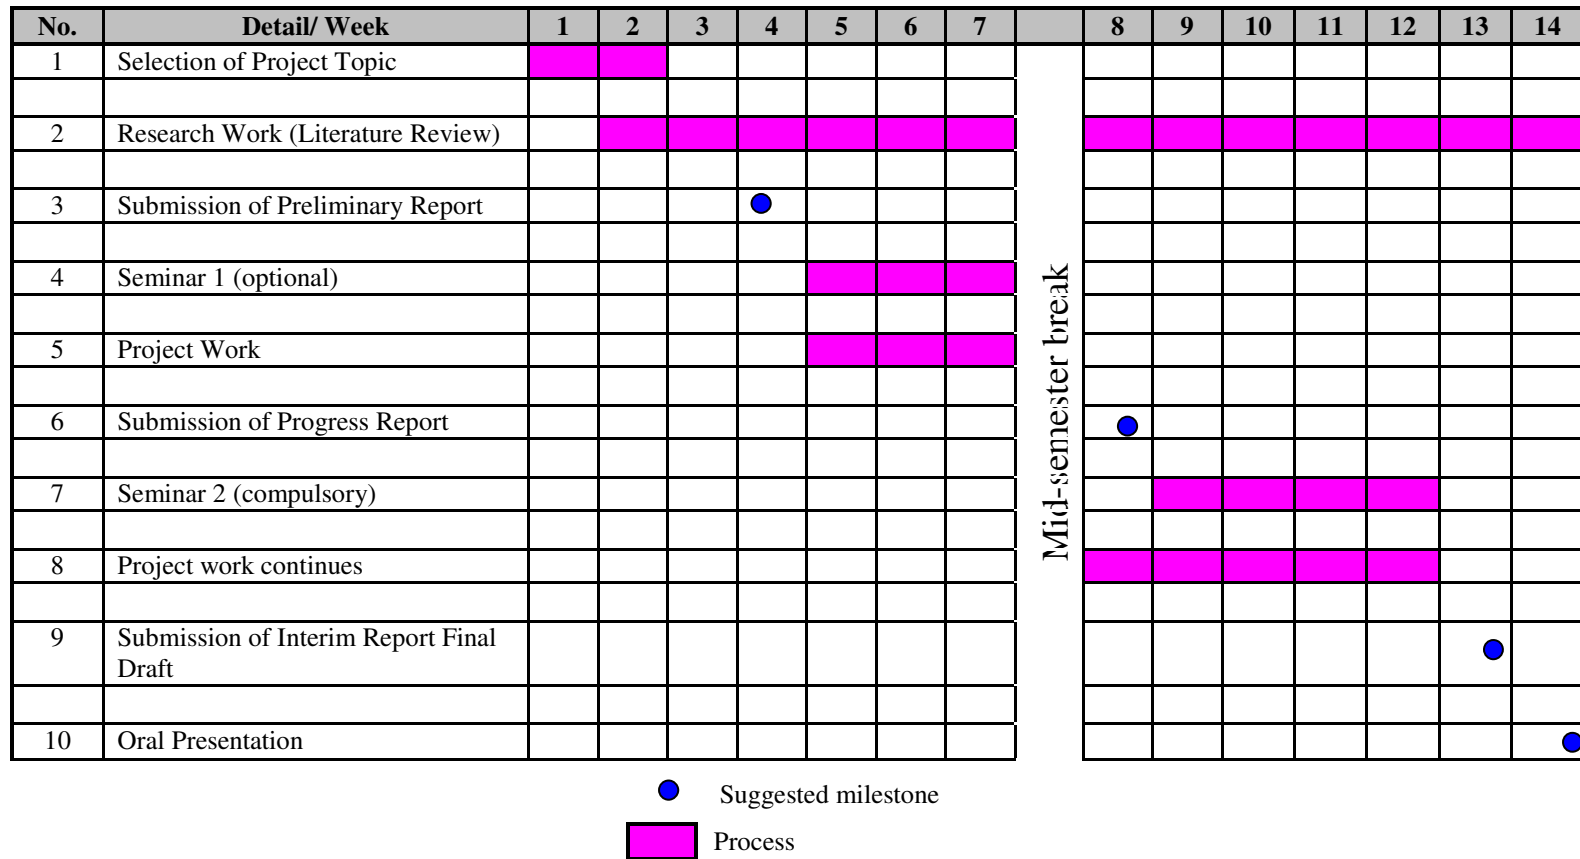 No. Detail/ Week 1 2 3 4 5 6 7 8 9 10 11 12 13 14
1 Selection of Project Topic
2 Research Work (Literature Review)
3 Submission of Preliminary Report
4 Seminar 1 (optional)
5 Project Work
6 Submission of Progress Report
7 Seminar 2 (compulsory)
8 Project work continues
9 Submission of Interim Report Final
Draft
10 Oral Presentation
Mid-semester break
Suggested milestone
Process